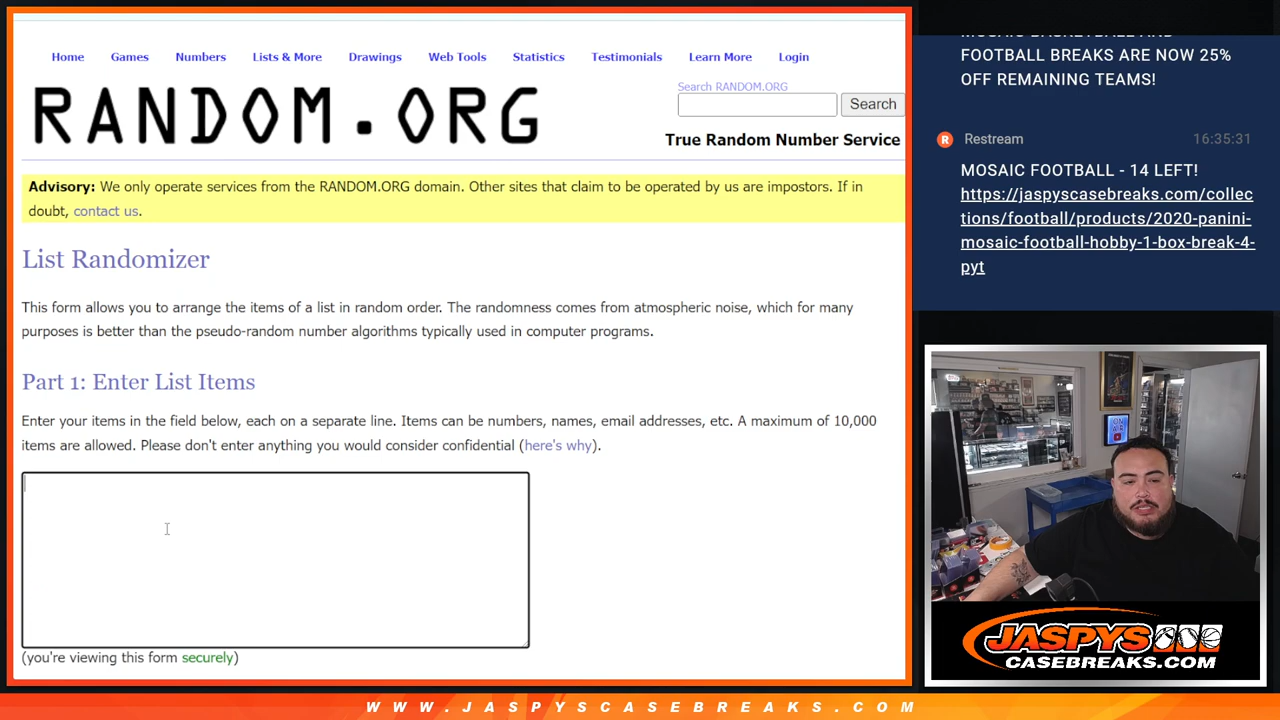 Home Games Numbers Lists & More Drawings Web Tools Statistics Testimonials Learn More Login
RANDOM.ORG
Search RANDOM.ORG
Search
True Random Number Service
Advisory: We only operate services from the RANDOM.ORG domain. Other sites that claim to be operated by us are impostors. If in
doubt, contact us.
List Randomizer
This form allows you to arrange the items of a list in random order. The randomness comes from atmospheric noise, which for many
purposes is better than the pseudo-random number algorithms typically used in computer programs.
Part 1: Enter List Items
Enter your items in the field below, each on a separate line. Items can be numbers, names, email addresses, etc. A maximum of 10,000
items are allowed. Please don't enter anything you would consider confidential (here's why).
(you're viewing this form securely)
MOSAIC BASKETBALL AND
FOOTBALL BREAKS ARE NOW 25%
OFF REMAINING TEAMS!
R Restream 16:35:31
MOSAIC FOOTBALL - 14 LEFT!
https://jaspyscasebreaks.com/collec
tions/football/products/2020-panini-
mosaic-football-hobby-1-box-break-4-
pyt
ON AIR
JASPYS
CASEBREAKS.COM
WWW.JASPYSCASEBREAKS.COM